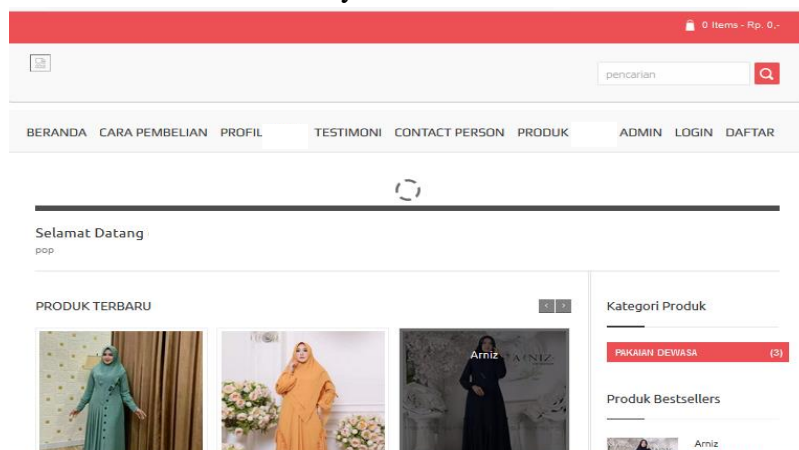 0 Items - Rp. 0,-
pencarian
BERANDA CARA PEMBELIAN PROFIL TESTIMONI CONTACT PERSON PRODUK ADMIN LOGIN DAFTAR
Selamat Datang
pop
PRODUK TERBARU
Kategori Produk
Arniz
ARNIZ
PAKAIAN DEWASA (3)
Produk Bestsellers
Arniz